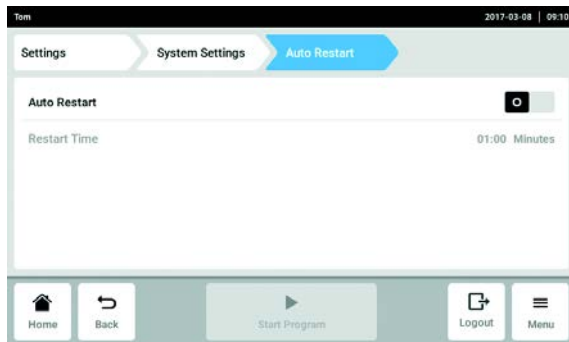 Tom 2017-03-08 | 09:10
Settings System Settings Auto Restart
Auto Restart O
Restart Time 01:00 Minutes
Home Back Start Program Logout Menu